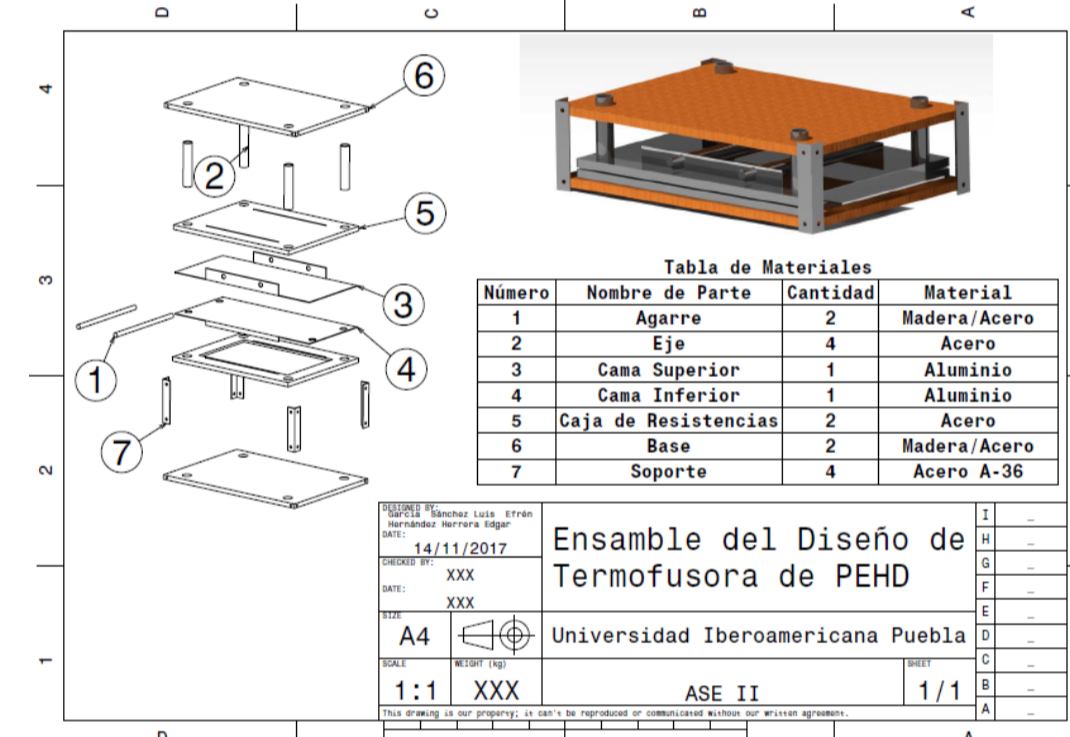 D C B A
4
3
2
1
6
2
5
3
1
4
7
Tabla de Materiales
Número Nombre de Parte Cantidad Material
1 Agarre 2 Madera/Acero
2 Eje 4 Acero
3 Cama Superior 1 Aluminio
4 Cama Inferior 1 Aluminio
5 Caja de Resistencias 2 Acero
6 Base 2 Madera/Acero
7 Soporte 4 Acero A-36
DESIGNED BY:
García Sánchez Luis Efrén
Hernández Herrera Edgar
DATE:
14/11/2017
CHECKED BY:
XXX
DATE:
XXX
SIZE
A4
SCALE
1:1
WEIGHT (kg)
XXX
Ensamble del Diseño de
Termofusora de PEHD
Universidad Iberoamericana Puebla
ASE II
SHEET
1/1
I _
H _
G _
F _
E _
D _
C _
B _
A _
This drawing is our property; it can't be reproduced or communicated without our written agreement.
D A